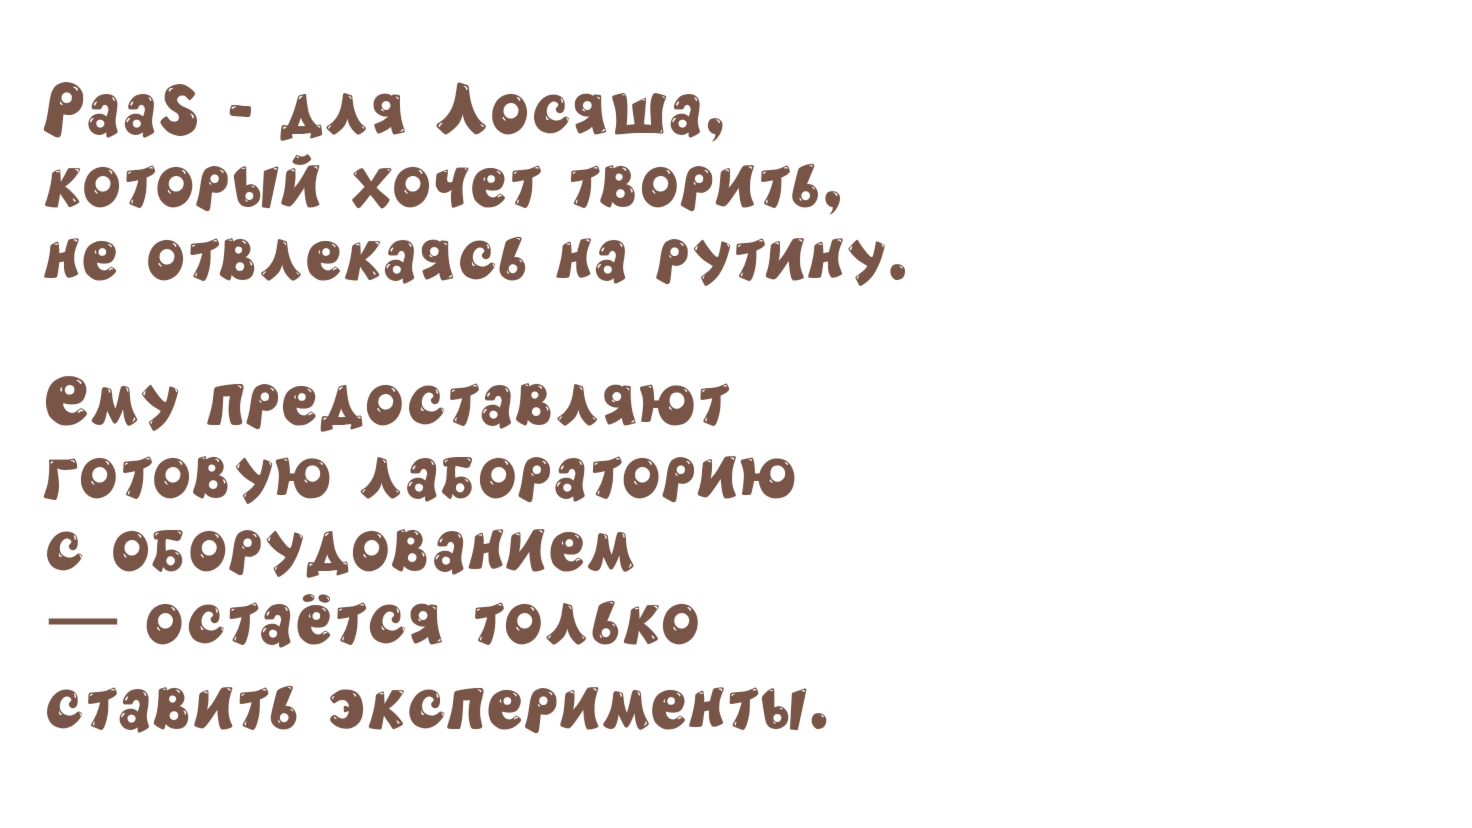 PaaS - для Лосяша,
который хочет творить,
не отвлекаясь на рутину.
Ему предоставляют
готовую лабораторию
с оборудованием
— остаётся только
ставить эксперименты.